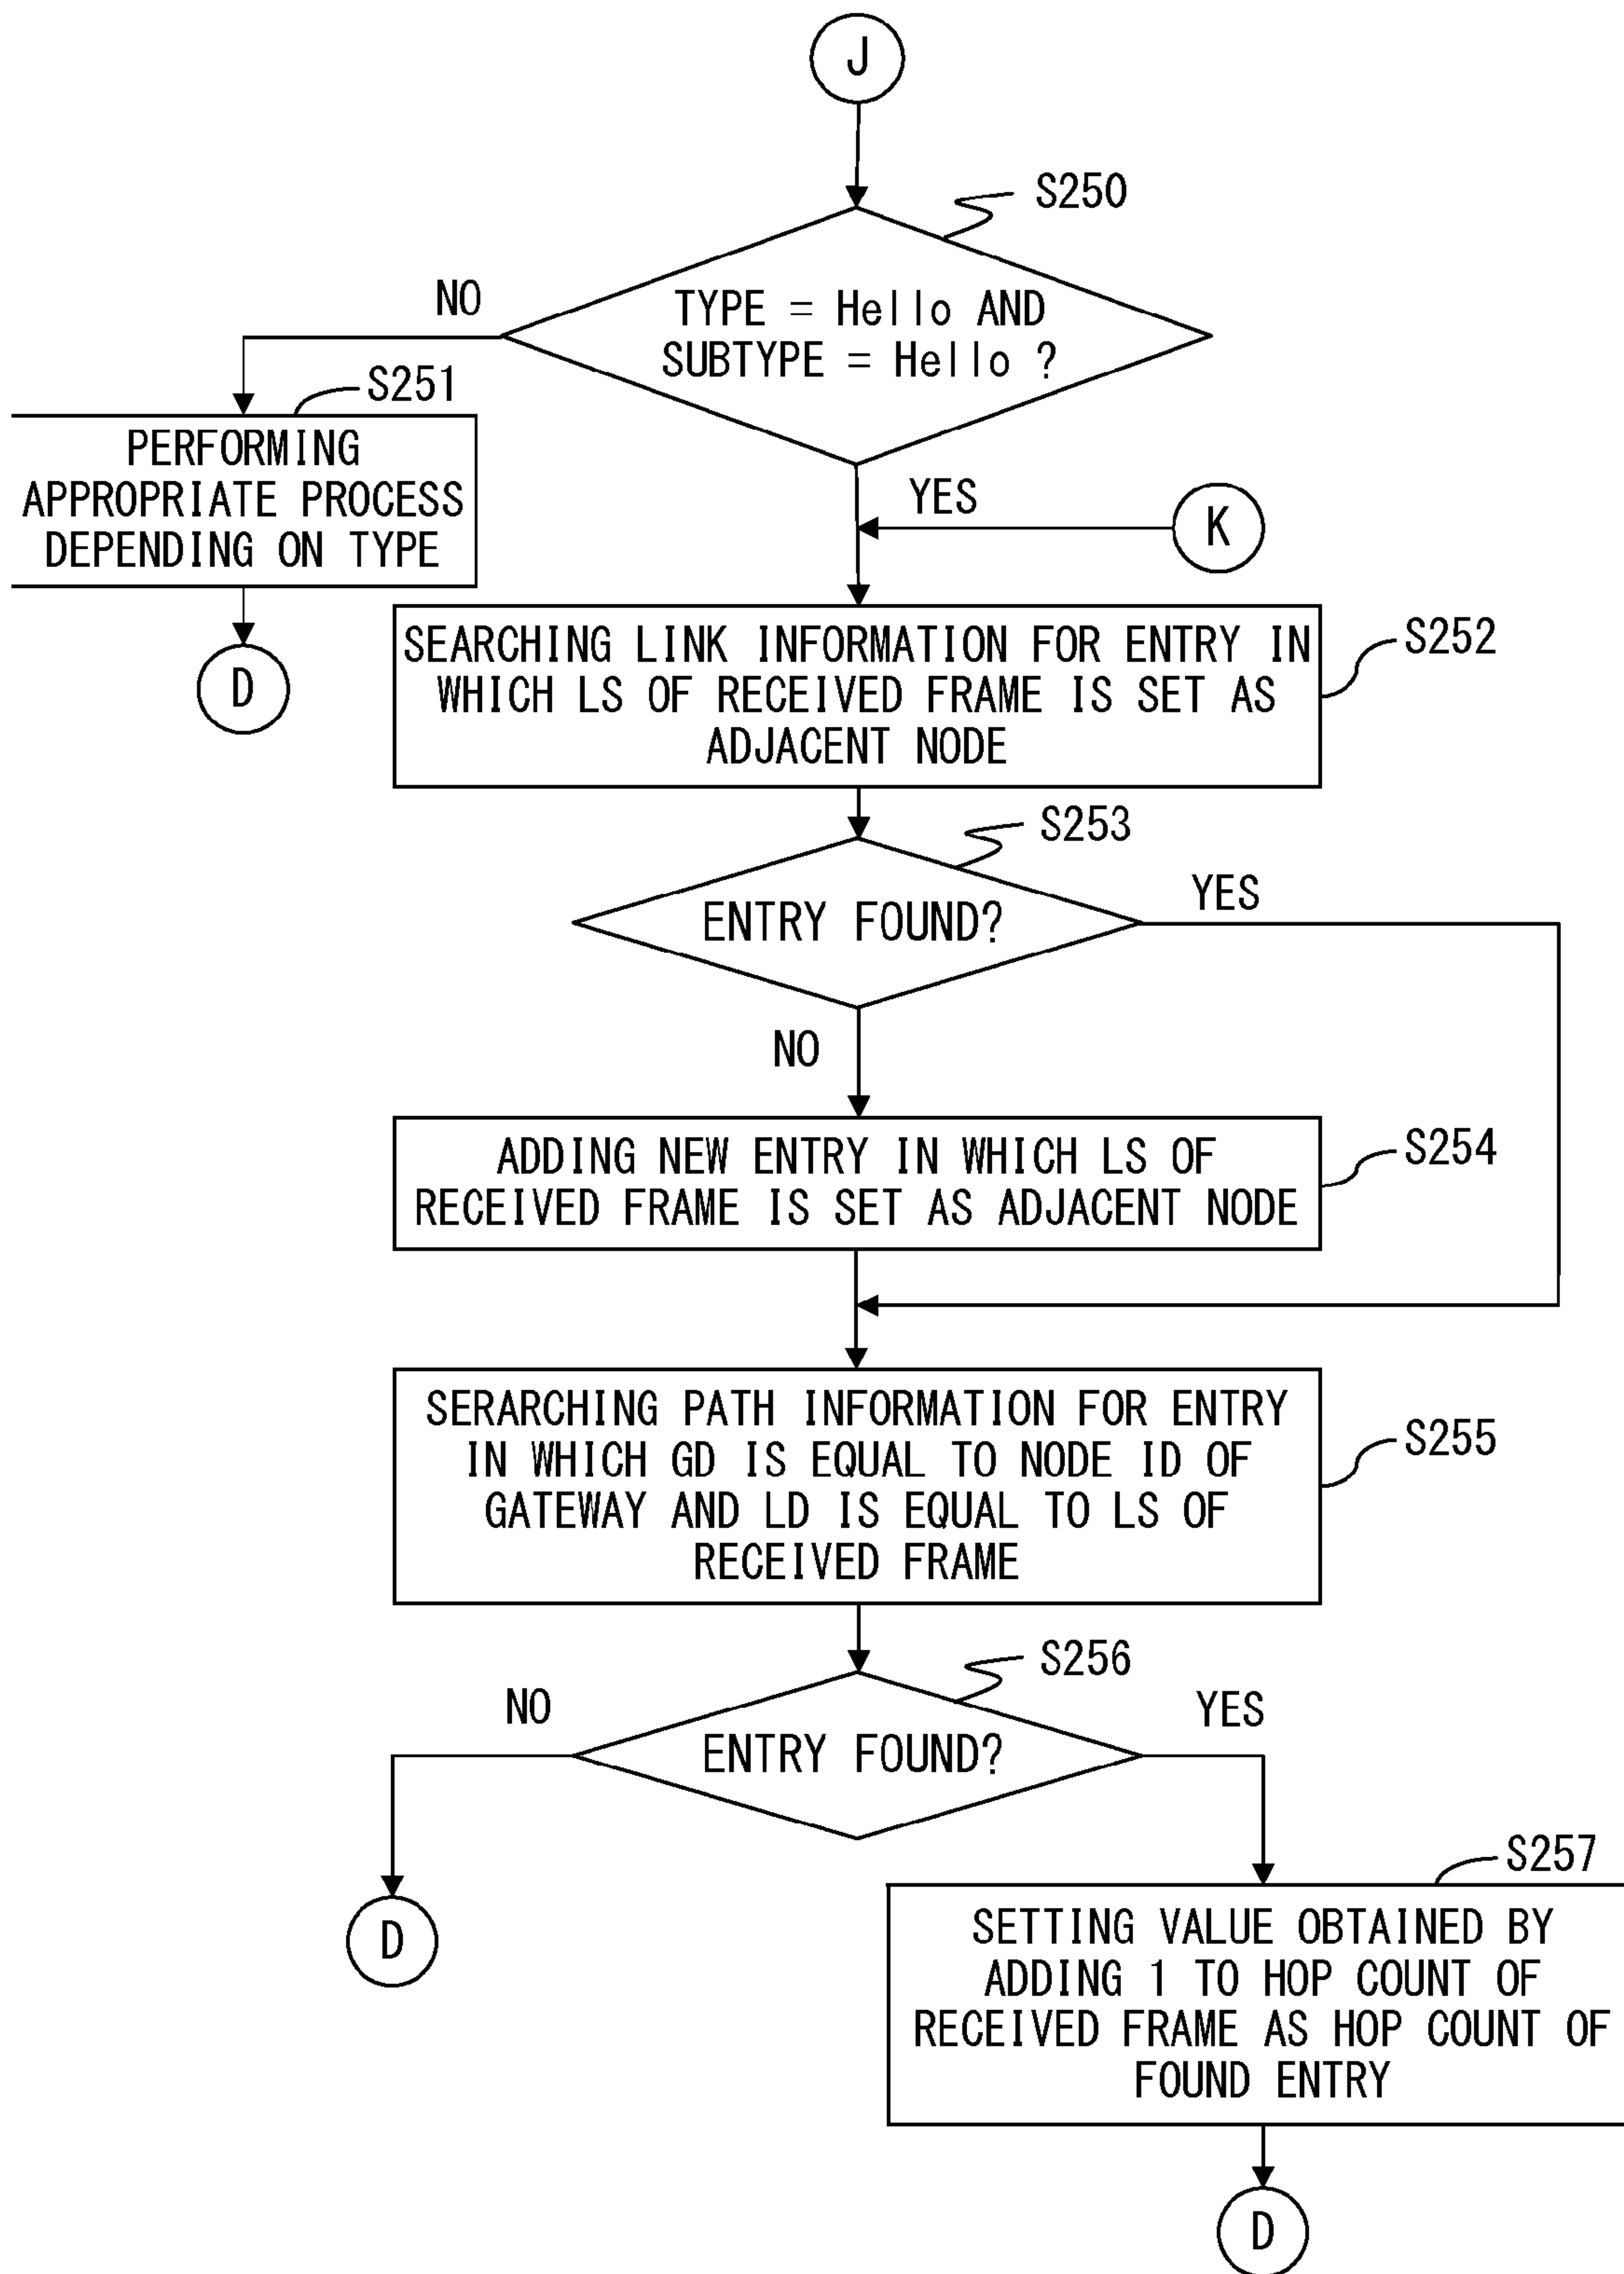 J
S250
NO
TYPE = Hello AND
SUBTYPE = Hello ?
S251
PERFORMING
APPROPRIATE PROCESS
DEPENDING ON TYPE
YES
K
D
SEARCHING LINK INFORMATION FOR ENTRY IN
WHICH LS OF RECEIVED FRAME IS SET AS
ADJACENT NODE
S252
S253
ENTRY FOUND?
YES
NO
ADDING NEW ENTRY IN WHICH LS OF
RECEIVED FRAME IS SET AS ADJACENT NODE
S254
SERARCHING PATH INFORMATION FOR ENTRY
IN WHICH GD IS EQUAL TO NODE ID OF
GATEWAY AND LD IS EQUAL TO LS OF
RECEIVED FRAME
S255
S256
NO
ENTRY FOUND?
YES
D
S257
SETTING VALUE OBTAINED BY
ADDING 1 TO HOP COUNT OF
RECEIVED FRAME AS HOP COUNT OF
FOUND ENTRY
D